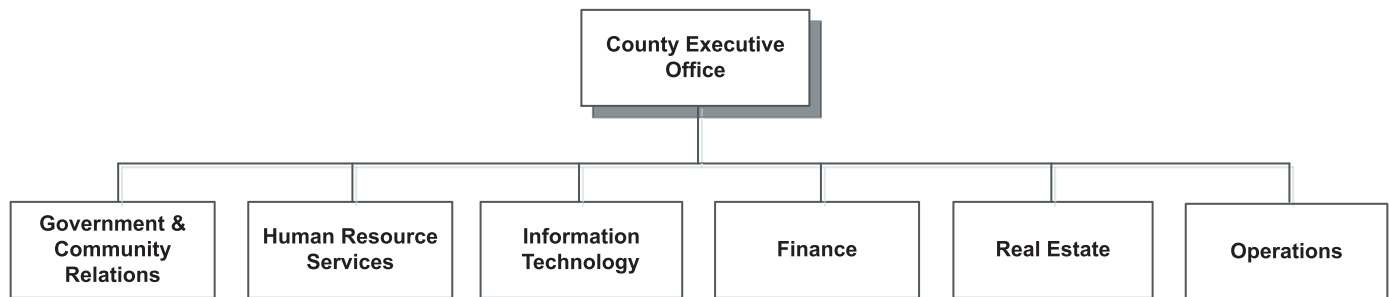 County Executive
Office
Government &
Community
Relations
Human Resource
Services
Information
Technology
Finance
Real Estate
Operations